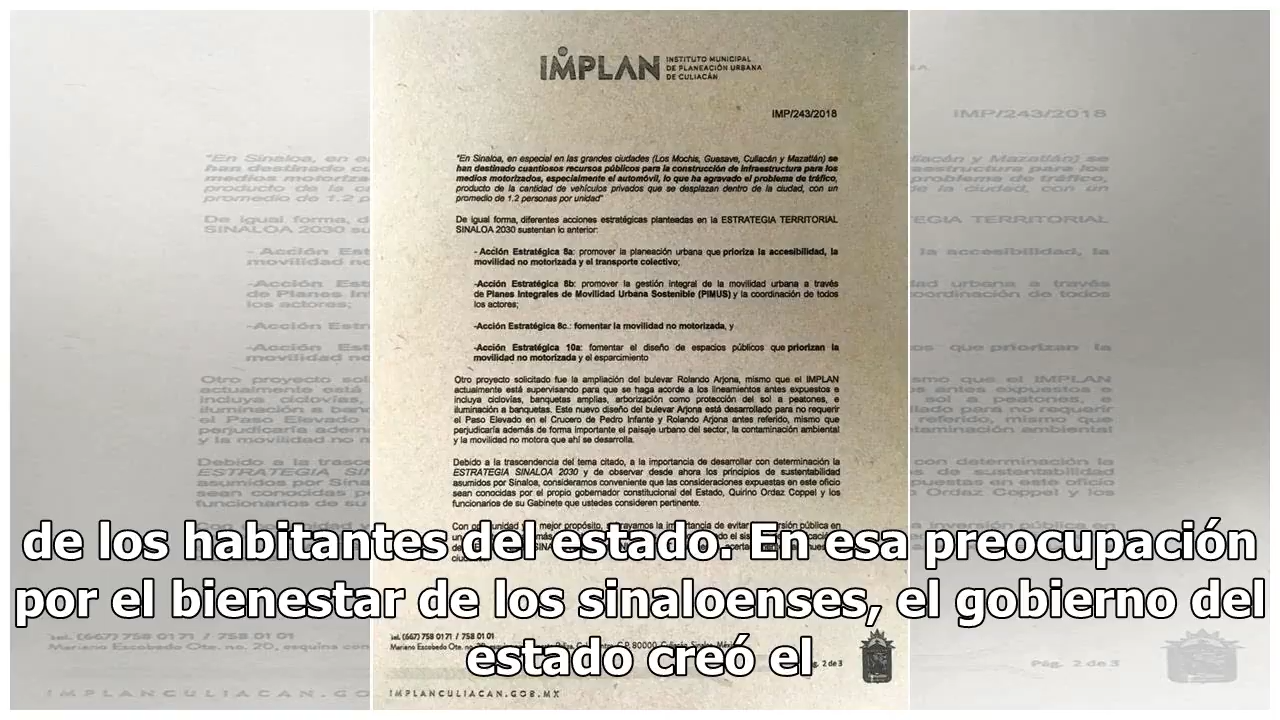 IMPLAN INSTITUTO MUNICIPAL
DE PLANEACIÓN URBANA
DE CULIACÁN
IMP/243/2018
"En Sinaloa, en especial en las grandes ciudades (Los Mochis, Guasave, Culiacán y Mazatlán) se
han destinado cuantiosos recursos públicos para la construcción de infraestructura para los
medios motorizados, especialmente el automóvil, lo que ha agravado el problema de tráfico,
producto de la cantidad de vehículos privados que se desplazan dentro de la ciudad, con un
promedio de 1.2 personas por unidad"
De igual forma, diferentes acciones estratégicas planteadas en la ESTRATEGIA TERRITORIAL
SINALOA 2030 sustentan lo anterior:
- Acción Estratégica 8a: promover la planeación urbana que prioriza la accesibilidad, la
movilidad no motorizada y el transporte colectivo;
-Acción Estratégica 8b: promover la gestión integral de la movilidad urbana a través
de Planes Integrales de Movilidad Urbana Sostenible (PIMUS) y la coordinación de todos
los actores;
-Acción Estratégica 8c.: fomentar la movilidad no motorizada, y
-Acción Estratégica 10a: fomentar el diseño de espacios públicos que priorizan la
movilidad no motorizada y el esparcimiento
Otro proyecto solicitado fue la ampliación del bulevar Rolando Arjona, mismo que el IMPLAN
actualmente está supervisando para que se haga acorde a los lineamientos antes expuestos e
incluya ciclovías, banquetas amplias, arborización como protección del sol a peatones, e
iluminación a banquetas. Este nuevo diseño del bulevar Arjona está desarrollado para no requerir
el Paso Elevado en el Crucero de Pedro Infante y Rolando Arjona antes referido, mismo que
perjudicaría además de forma importante el paisaje urbano del sector, la contaminación ambiental
y la movilidad no motora que ahí se desarrolla.
Debido a la trascendencia del tema citado, a la importancia de desarrollar con determinación la
ESTRATEGIA SINALOA 2030 y de observar desde ahora los principios de sustentabilidad
asumidos por Sinaloa, consideramos conveniente que las consideraciones expuestas en este oficio
sean conocidas por el propio gobernador constitucional del Estado, Quirino Ordaz Coppel y los
funcionarios de su Gabinete que ustedes consideren pertinente.
de los habitantes del estado. En esa preocupación
por el bienestar de los sinaloenses, el gobierno del
estado creó el
tel. (667) 758 01 71 / 758 01 01
Mariano Escobedo Ote. no. 20, C.P. 80000
2 de 3
IMPLANCULIACAN.GOB.MX